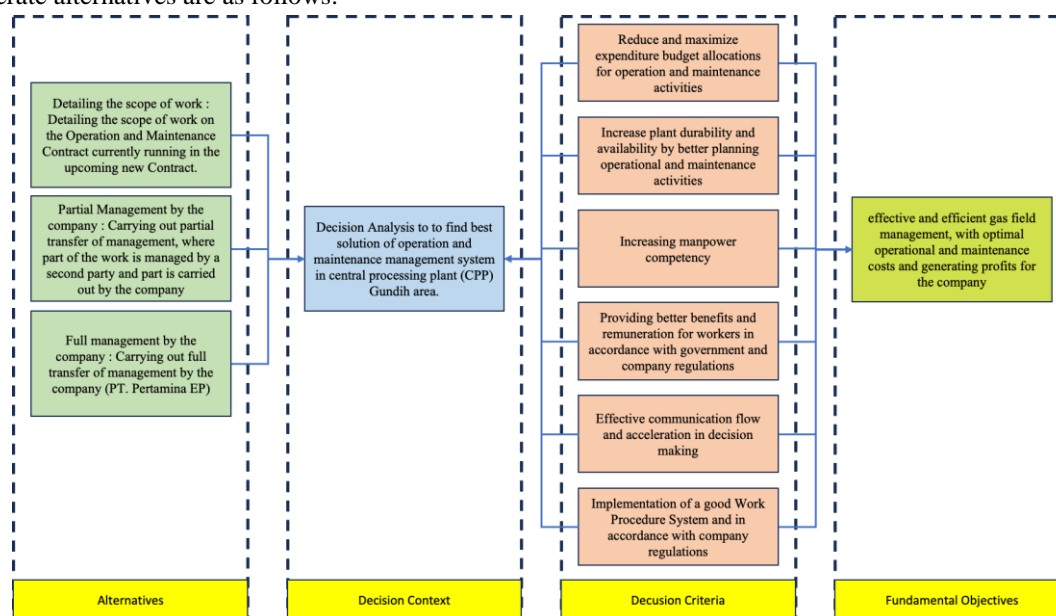 erate alternatives are as follows:
Detailing the scope of work :
Detailing the scope of work on
the Operation and Maintenance
Contract currently running in the
upcoming new Contract.
Partial Management by the
company : Carrying out partial
transfer of management, where
part of the work is managed by a
second party and part is carried
out by the company
Full management by the
company : Carrying out full
transfer of management by the
company (PT. Pertamina EP)
Alternatives
Decision Analysis to to find best
solution of operation and
maintenance management system
in central processing plant (CPP)
Gundih area.
Decision Context
Reduce and maximize
expenditure budget allocations
for operation and maintenance
activities
Increase plant durability and
availability by better planning
operational and maintenance
activities
Increasing manpower
competency
Providing better benefits and
remuneration for workers in
accordance with government and
company regulations
Effective communication flow
and acceleration in decision
making
Implementation of a good Work
Procedure System and in
accordance with company
regulations
Decusion Criteria
effective and efficient gas field
management, with optimal
operational and maintenance
costs and generating profits for
the company
Fundamental Objectives